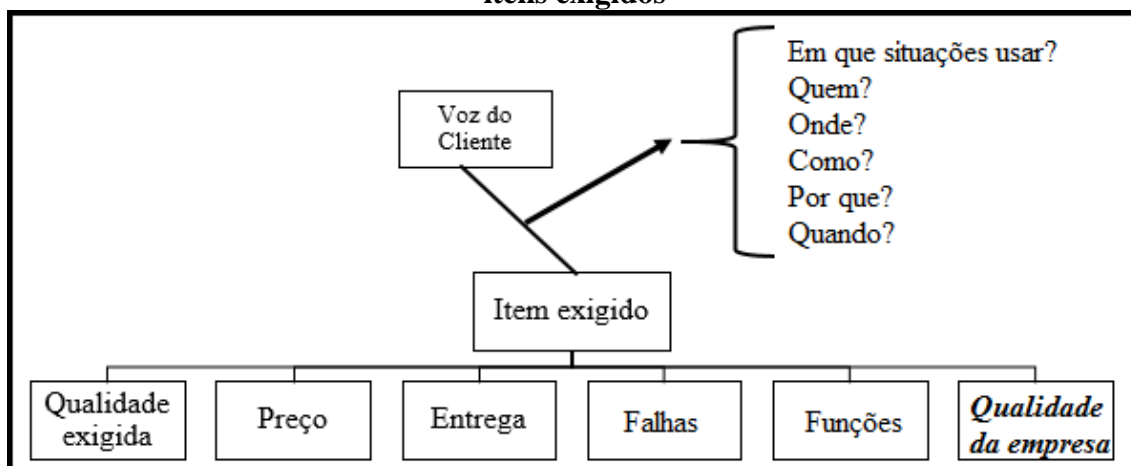 itens exigidos
Em que situações usar?
Quem?
Onde?
Como?
Por que?
Quando?
Voz do
Cliente
Item exigido
Qualidade
exigida
Preço
Entrega
Falhas
Funções
Qualidade
da empresa